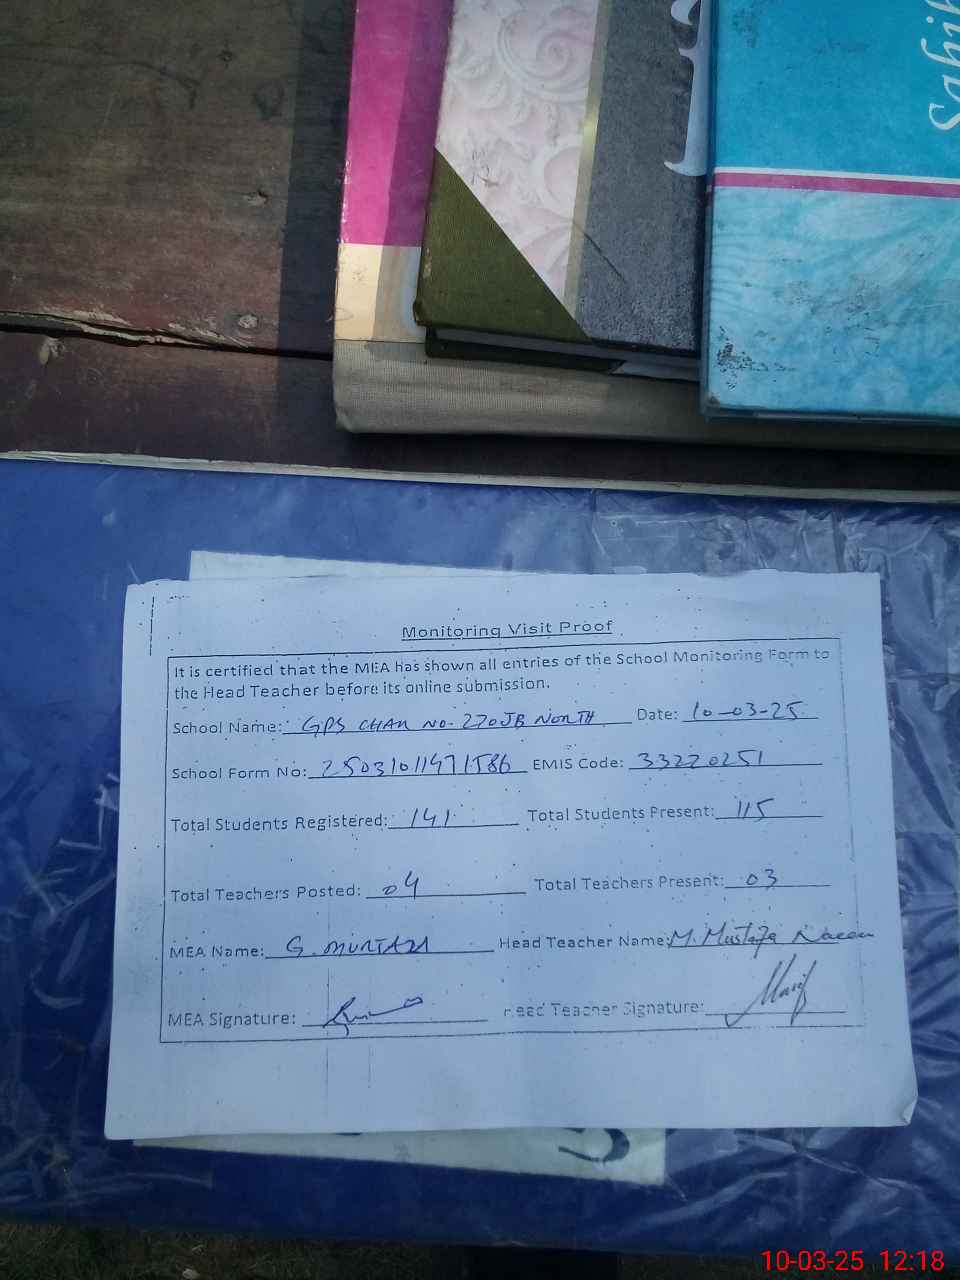 Sahih
Monitoring Visit Proof
It is certified that the MEA has shown all entries of the School Monitoring Form to
the Head Teacher before its online submission.
School Name: GPS CHAK NO. 270JB NORTH Date: 10-03-25
School Form No: EMIS Code: 33220251
Total Students Registered: 141 Total Students Present: 115
Total Teachers Posted: 04 Total Teachers Present: 03
MEA Name: G. MURTAZA Head Teacher Name: M. Mustafa Naeem
MEA Signature: Head Teacher Signature:
10-03-25 12:18